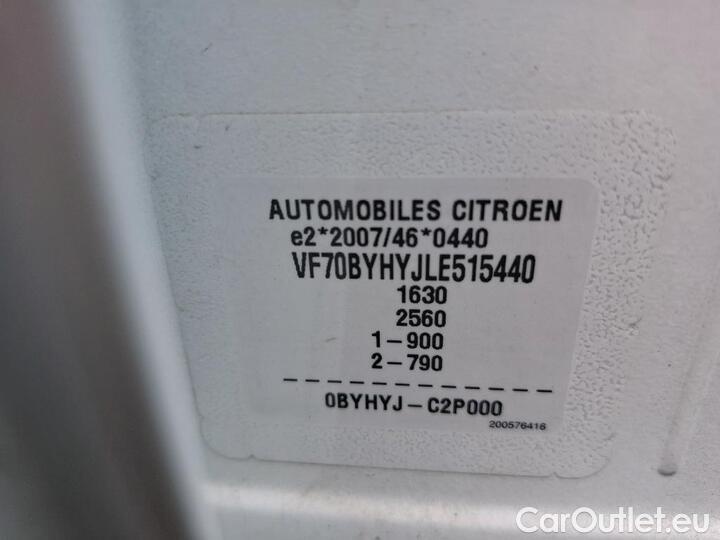 AUTOMOBILES CITROEN
e2*2007/46*0440
VF70BYHYJLE515440
1630
2560
1-900
2-790
0BYHYJ-C2P000
200576416
CarOutlet.eu